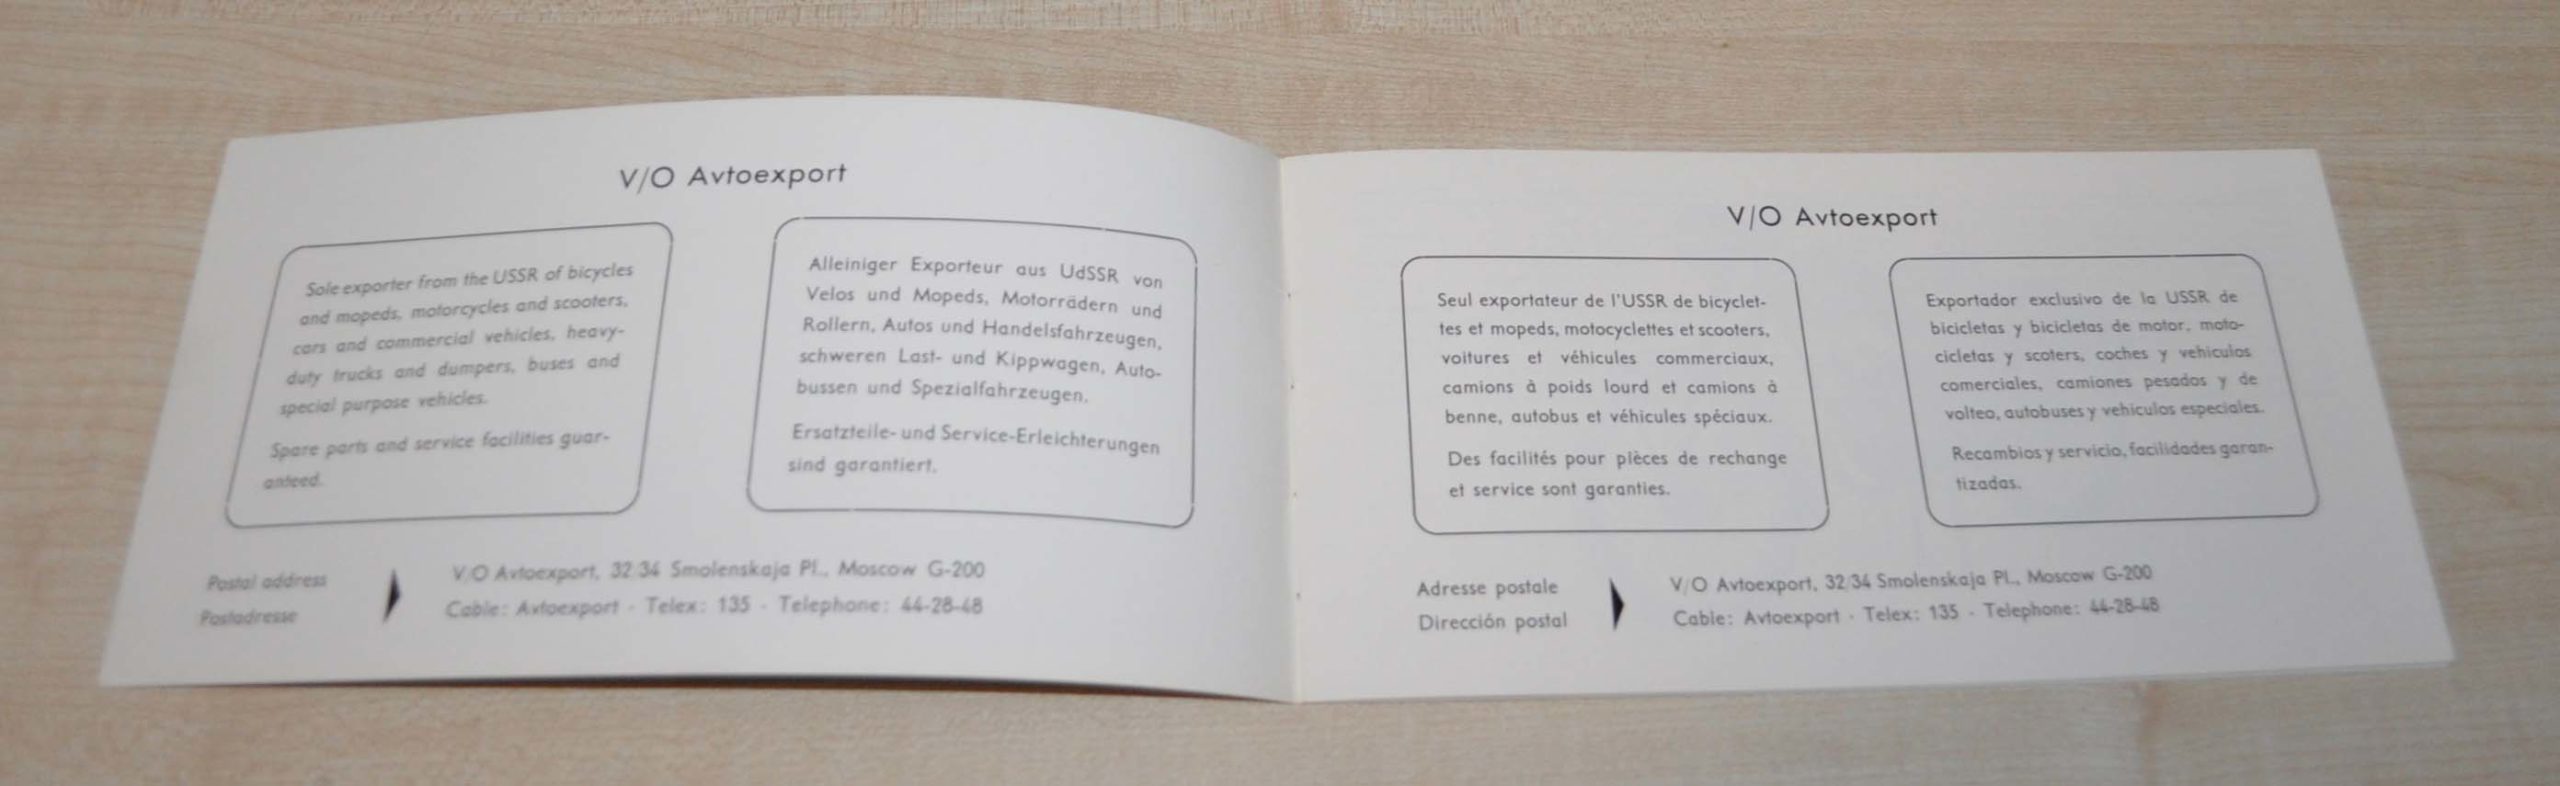 V/O Avtoexport
Sole exporter from the USSR of bicycles
and mopeds, motorcycles and scooters,
cars and commercial vehicles, heavy-
duty trucks and dumpers, buses and
special purpose vehicles.
Spare parts and service facilities guar-
anteed.
Alleiniger Exporteur aus UdSSR von
Velos und Mopeds, Motorrädern und
Rollern, Autos und Handelsfahrzeugen,
schweren Last- und Kippwagen, Auto-
bussen und Spezialfahrzeugen.
Ersatzteile- und Service-Erleichterungen
sind garantiert.
Postal address
Postadresse
V/O Avtoexport, 32/34 Smolenskaja Pl., Moscow G-200
Cable: Avtoexport · Telex: 135 · Telephone: 44-28-48
V/O Avtoexport
Seul exportateur de l'USSR de bicyclet-
tes et mopeds, motocyclettes et scooters,
voitures et véhicules commerciaux,
camions à poids lourd et camions à
benne, autobus et véhicules spéciaux.
Des facilités pour pièces de rechange
et service sont garanties.
Exportador exclusivo de la USSR de
bicicletas y bicicletas de motor, moto-
cicletas y scoters, coches y vehiculos
comerciales, camiones pesados y de
volteo, autobuses y vehiculos especiales.
Recambios y servicio, facilidades garan-
tizadas.
Adresse postale
Dirección postal
V/O Avtoexport, 32/34 Smolenskaja Pl., Moscow G-200
Cable: Avtoexport · Telex: 135 · Telephone: 44-28-48